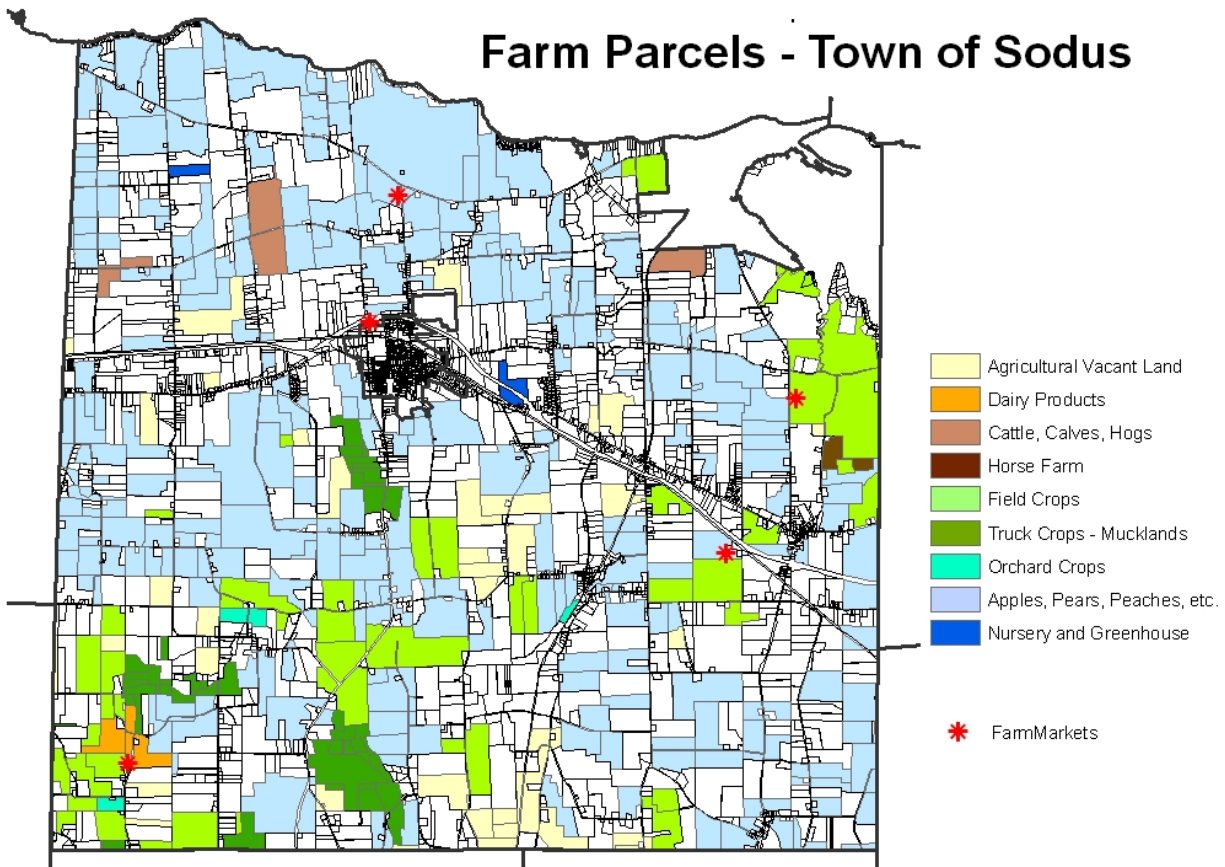 Farm Parcels - Town of Sodus
Agricultural Vacant Land
Dairy Products
Cattle, Calves, Hogs
Horse Farm
Field Crops
Truck Crops - Mucklands
Orchard Crops
Apples, Pears, Peaches, etc.
Nursery and Greenhouse
FarmMarkets